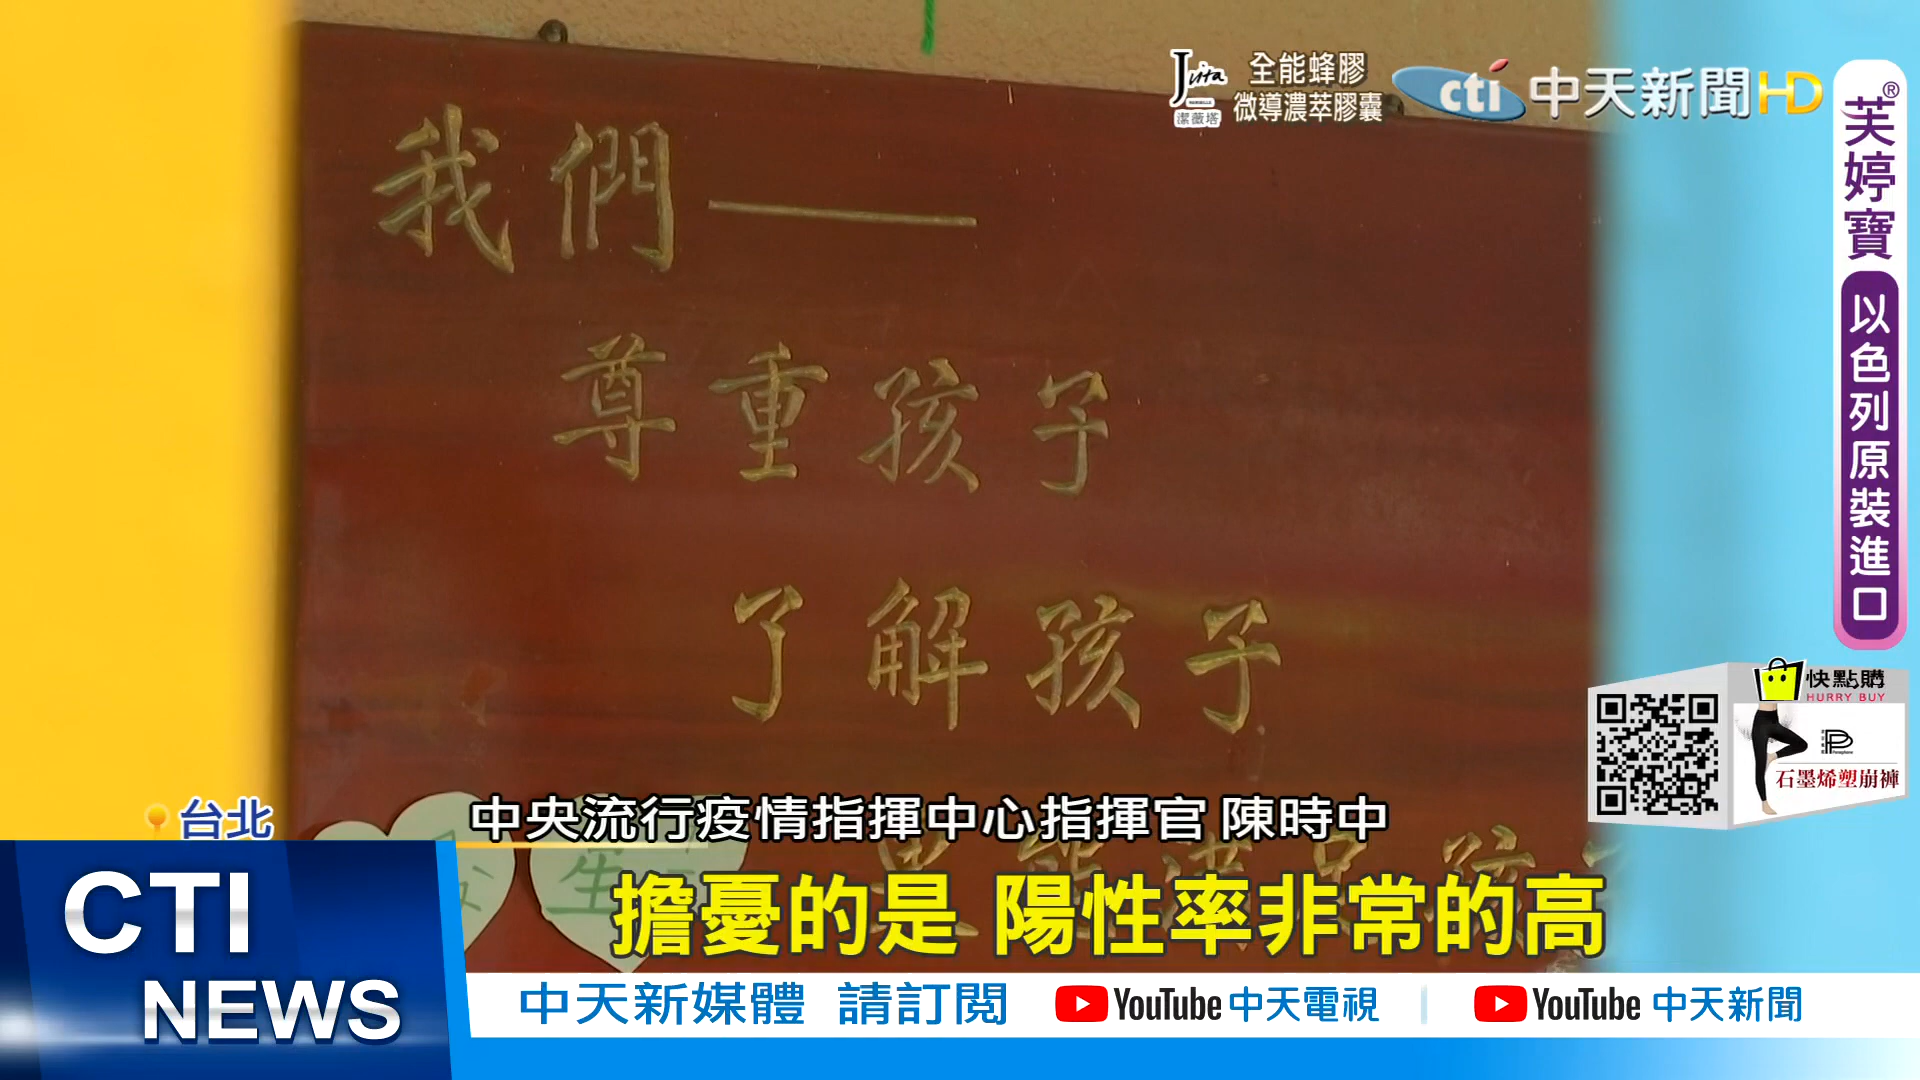 我們——
尊重孩子
了解孩子
Jvita
潔薇塔
全能蜂膠
微導濃萃膠囊
cti 中天新聞HD
芙婷寶®
以色列原裝進口
快點購
HURRY BUY
石墨烯塑崩褲
台北
中央流行疫情指揮中心指揮官 陳時中
擔憂的是 陽性率非常的高
CTI
NEWS
中天新媒體 請訂閱 YouTube 中天電視 YouTube 中天新聞